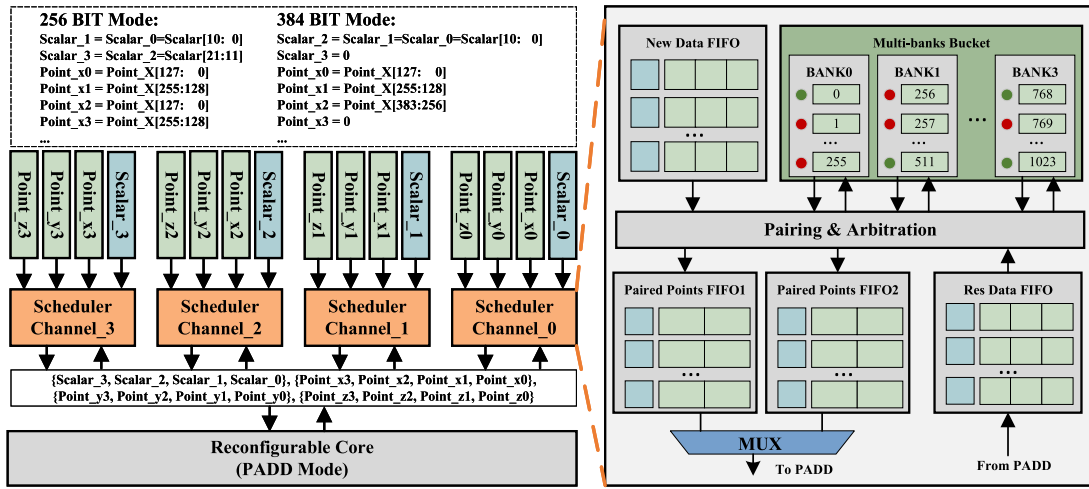 256 BIT Mode:
Scalar_1 = Scalar_0=Scalar[10: 0]
Scalar_3 = Scalar_2=Scalar[21:11]
Point_x0 = Point_X[127: 0]
Point_x1 = Point_X[255:128]
Point_x2 = Point_X[127: 0]
Point_x3 = Point_X[255:128]
...
384 BIT Mode:
Scalar_2 = Scalar_1=Scalar_0=Scalar[10: 0]
Scalar_3 = 0
Point_x0 = Point_X[127: 0]
Point_x1 = Point_X[255:128]
Point_x2 = Point_X[383:256]
Point_x3 = 0
...
Point_z3
Point_y3
Point_x3
Scalar_3
Point_z2
Point_y2
Point_x2
Scalar_2
Point_z1
Point_y1
Point_x1
Scalar_1
Point_z0
Point_y0
Point_x0
Scalar_0
Scheduler
Channel_3
Scheduler
Channel_2
Scheduler
Channel_1
Scheduler
Channel_0
{Scalar_3, Scalar_2, Scalar_1, Scalar_0}, {Point_x3, Point_x2, Point_x1, Point_x0},
{Point_y3, Point_y2, Point_y1, Point_y0}, {Point_z3, Point_z2, Point_z1, Point_z0}
Reconfigurable Core
(PADD Mode)
New Data FIFO
...
Multi-banks Bucket
BANK0
0
1
...
255
BANK1
256
257
...
511
...
BANK3
768
769
...
1023
Pairing & Arbitration
Paired Points FIFO1
...
Paired Points FIFO2
...
Res Data FIFO
...
MUX
To PADD
From PADD